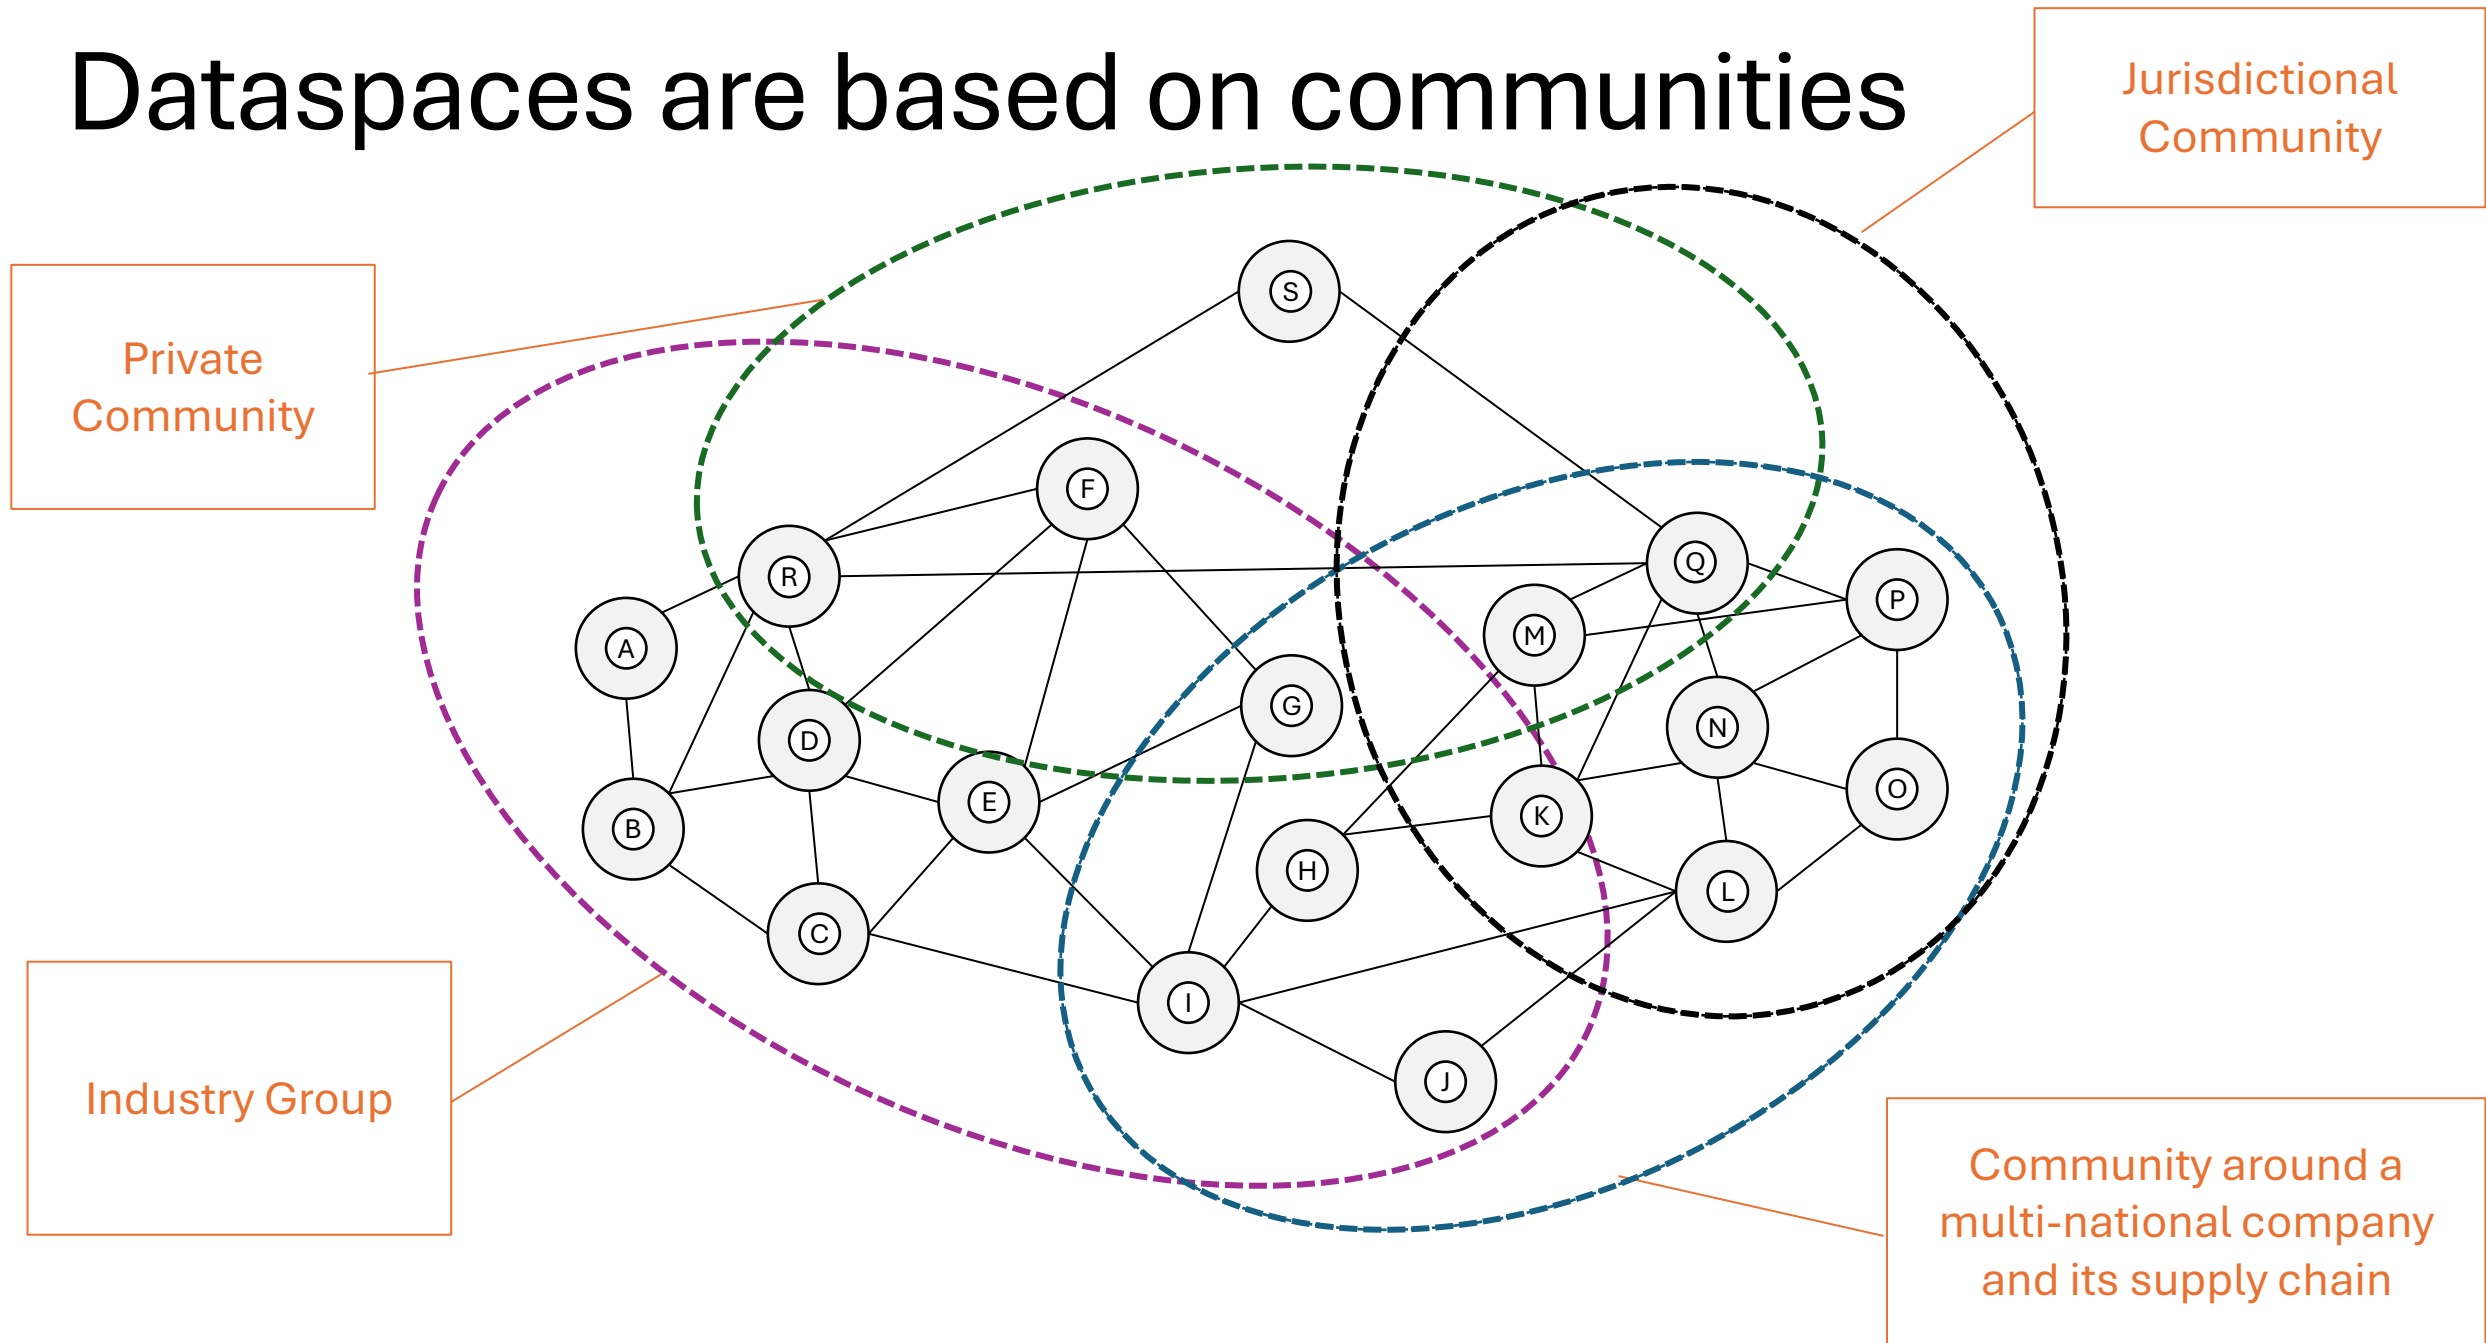 Dataspaces are based on communities
Jurisdictional
Community
Private
Community
S
F
R
Q
P
M
A
G
N
D
O
E
K
B
H
L
C
I
J
Industry Group
Community around a
multi-national company
and its supply chain